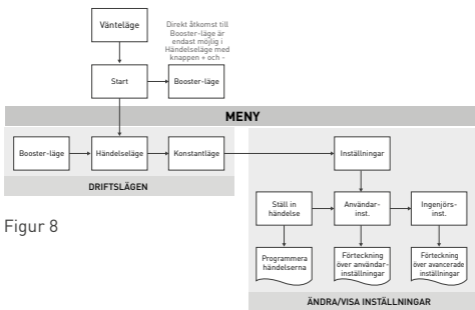 Vänteläge
Direkt åtkomst till
Booster-läge är
endast möjlig i
Händelseläge med
knappen + och -
Start
Booster-läge
MENY
Booster-läge
Händelseläge
Konstantläge
Inställningar
DRIFTSLÄGEN
Ställ in
händelse
Användar-
inst.
Ingenjörs-
inst.
Figur 8
Programmera
händelserna
Förteckning
över användar-
inställningar
Förteckning
över avancerade
inställningar
ÄNDRA/VISA INSTÄLLNINGAR